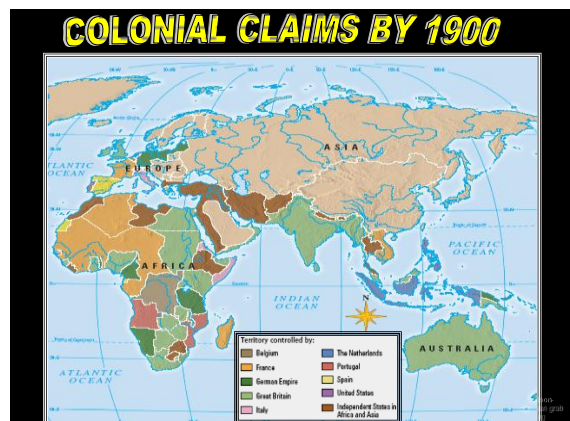 COLONIAL CLAIMS BY 1900
ASIA
EUROPE
ATLANTIC
OCEAN
PACIFIC
OCEAN
AFRICA
INDIAN
OCEAN
N
AUSTRALIA
ATLANTIC
OCEAN
Territory controlled by:
Belgium
France
German Empire
Great Britain
Italy
The Netherlands
Portugal
Spain
United States
Independent States in
Africa and Asia